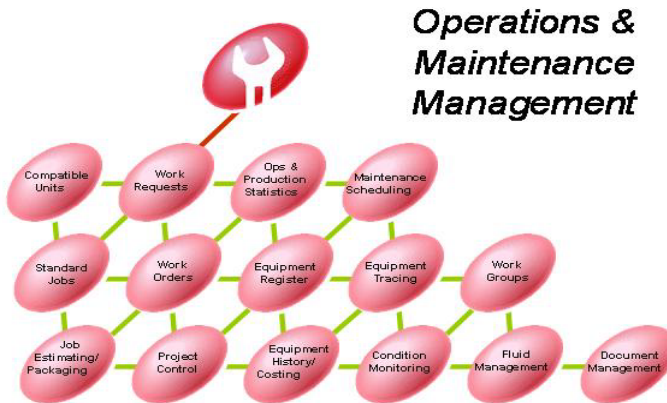 Operations &
Maintenance
Management
Compatible
Units
Work
Requests
Ops &
Production
Statistics
Maintenance
Scheduling
Standard
Jobs
Work
Orders
Equipment
Register
Equipment
Tracing
Work
Groups
Job
Estimating/
Packaging
Project
Control
Equipment
History/
Costing
Condition
Monitoring
Fluid
Management
Document
Management